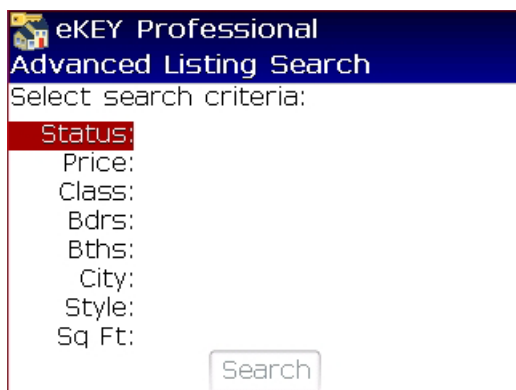 eKEY Professional
Advanced Listing Search
Select search criteria:
Status:
Price:
Class:
Bdrs:
Bths:
City:
Style:
Sq Ft:
Search